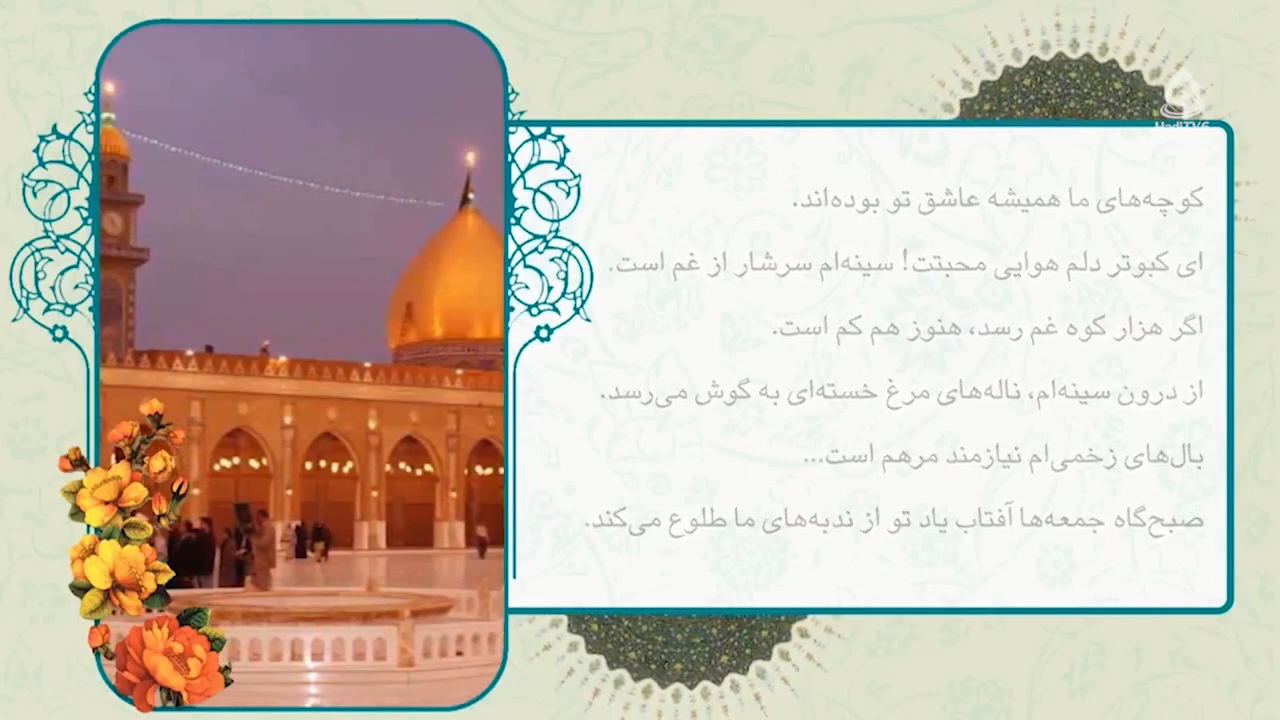 HadiTV6
کوچه‌های ما همیشه عاشق تو بوده‌اند.
ای کبوتر دلم هوایی محبتت! سینه‌ام سرشار از غم است.
اگر هزار کوه غم رسد، هنوز هم کم است.
از درون سینه‌ام، ناله‌های مرغ خسته‌ای به گوش می‌رسد.
بال‌های زخمی‌ام نیازمند مرهم است...
صبح‌گاه جمعه‌ها آفتاب یاد تو از ندبه‌های ما طلوع می‌کند.